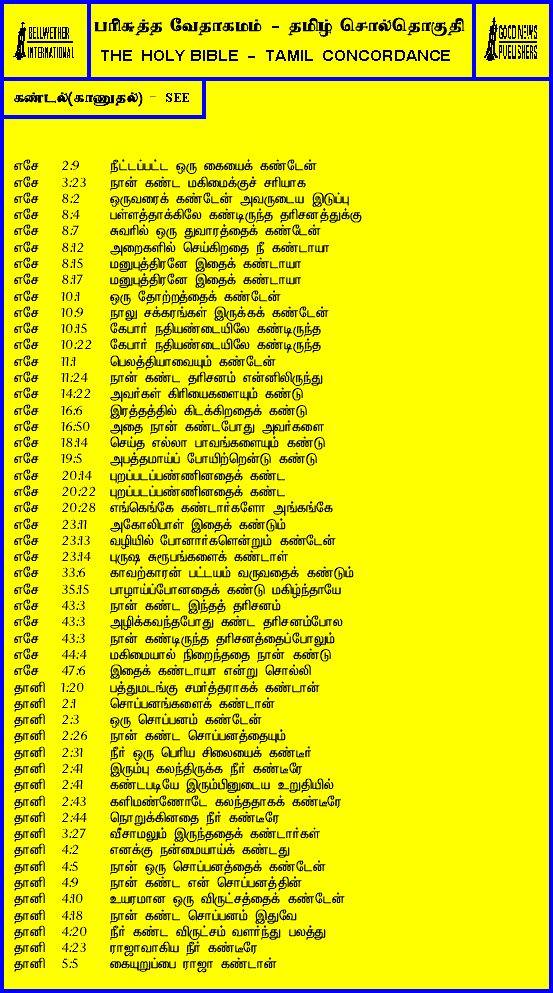 BELLWETHER
INTERNATIONAL
பரிசுத்த வேதாகமம் - தமிழ் சொல்தொகுதி
THE HOLY BIBLE - TAMIL CONCORDANCE
GOOD NEWS
PUBLISHERS
கண்டல்(காணுதல்) - SEE
எசே 2:9 நீட்டப்பட்ட ஒரு கையைக் கண்டேன்
எசே 3:23 நான் கண்ட மகிமைக்குச் சரியாக
எசே 8:2 ஒருவரைக் கண்டேன் அவருடைய இடுப்பு
எசே 8:4 பள்ளத்தாக்கிலே கண்டிருந்த தரிசனத்துக்கு
எசே 8:7 சுவரில் ஒரு துவாரத்தைக் கண்டேன்
எசே 8:12 அறைகளில் செய்கிறதை நீ கண்டாயா
எசே 8:15 மனுபுத்திரனே இதைக் கண்டாயா
எசே 8:17 மனுபுத்திரனே இதைக் கண்டாயா
எசே 10:1 ஒரு தோற்றத்தைக் கண்டேன்
எசே 10:9 நாலு சக்கரங்கள் இருக்கக் கண்டேன்
எசே 10:15 கேபார் நதியண்டையிலே கண்டிருந்த
எசே 10:22 கேபார் நதியண்டையிலே கண்டிருந்த
எசே 11:1 பெலத்தியாவையும் கண்டேன்
எசே 11:24 நான் கண்ட தரிசனம் என்னிலிருந்து
எசே 14:22 அவர்கள் கிரியைகளையும் கண்டு
எசே 16:6 இரத்தத்தில் கிடக்கிறதைக் கண்டு
எசே 16:50 அதை நான் கண்டபோது அவர்களை
எசே 18:14 செய்த எல்லா பாவங்களையும் கண்டு
எசே 19:5 அபத்தமாய்ப் போயிற்றென்டு கண்டு
எசே 20:14 புறப்படப்பண்ணினதைக் கண்ட
எசே 20:22 புறப்படப்பண்ணினதைக் கண்ட
எசே 20:28 எங்கெங்கே கண்டார்களோ அங்கங்கே
எசே 23:11 அகோலிபாள் இதைக் கண்டும்
எசே 23:13 வழியில் போனார்களென்றும் கண்டேன்
எசே 23:14 புருஷ சுரூபங்களைக் கண்டாள்
எசே 33:6 காவற்காரன் பட்டயம் வருவதைக் கண்டும்
எசே 35:15 பாழாய்ப்போனதைக் கண்டு மகிழ்ந்தாயே
எசே 43:3 நான் கண்ட இந்தத் தரிசனம்
எசே 43:3 அழிக்கவந்தபோது கண்ட தரிசனம்போல
எசே 43:3 நான் கண்டிருந்த தரிசனத்தைப்போலும்
எசே 44:4 மகிமையால் நிறைந்ததை நான் கண்டு
எசே 47:6 இதைக் கண்டாயா என்று சொல்லி
தானி 1:20 பத்துமடங்கு சமர்த்தராகக் கண்டான்
தானி 2:1 சொப்பனங்களைக் கண்டான்
தானி 2:3 ஒரு சொப்பனம் கண்டேன்
தானி 2:26 நான் கண்ட சொப்பனத்தையும்
தானி 2:31 நீர் ஒரு பெரிய சிலையைக் கண்டீர்
தானி 2:41 இரும்பு கலந்திருக்க நீர் கண்டீரே
தானி 2:41 கண்டபடியே இரும்பினுடைய உறுதியில்
தானி 2:43 களிமண்ணோடே கலந்ததாகக் கண்டீரே
தானி 2:44 நொறுக்கினதை நீர் கண்டீரே
தானி 3:27 வீசாமலும் இருந்ததைக் கண்டார்கள்
தானி 4:2 எனக்கு நன்மையாய்க் கண்டது
தானி 4:5 நான் ஒரு சொப்பனத்தைக் கண்டேன்
தானி 4:9 நான் கண்ட என் சொப்பனத்தின்
தானி 4:10 உயரமான ஒரு விருட்சத்தைக் கண்டேன்
தானி 4:18 நான் கண்ட சொப்பனம் இதுவே
தானி 4:20 நீர் கண்ட விருட்சம் வளர்ந்து பலத்து
தானி 4:23 ராஜாவாகிய நீர் கண்டீரே
தானி 5:5 கையுறுப்பை ராஜா கண்டான்